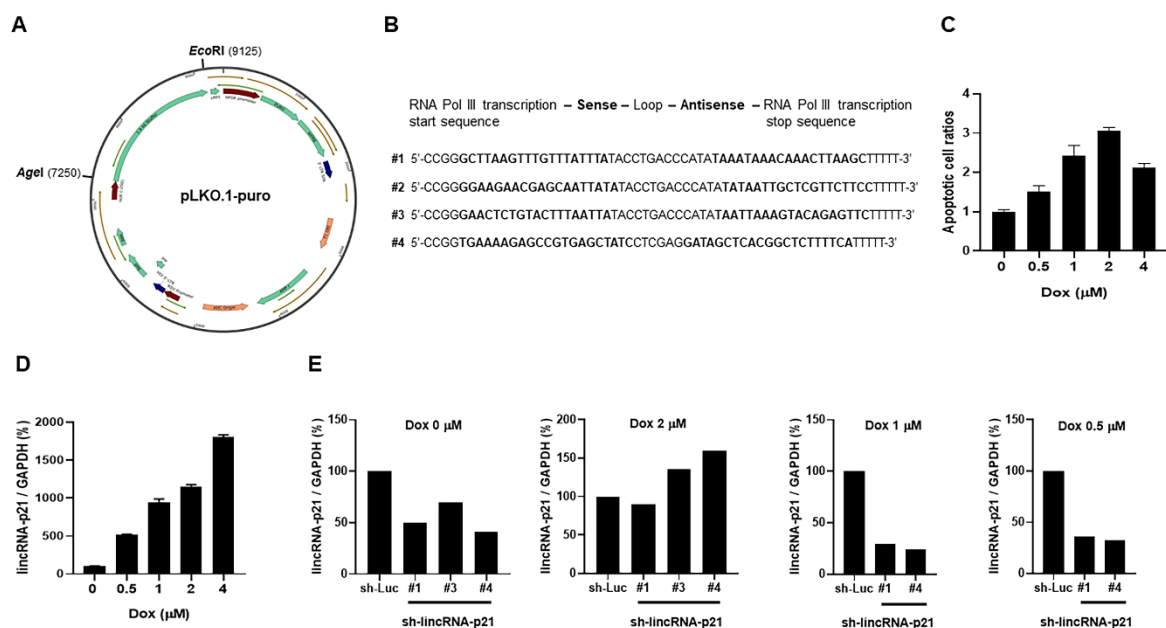 A
EcoRI (9125)
AgeI (7250)
pLKO.1-puro
B
RNA Pol III transcription – Sense – Loop – Antisense – RNA Pol III transcription
start sequence stop sequence
#1 5'-CCGGGCTTAAGTTTGTTTATTTATACCTGACCCATATAAATAAACAAACTTAAGCTTTTT-3'
#2 5'-CCGGGGAAGAACGAGCAATTATATACCTGACCCATATATAATTGCTCGTTCTTCCTTTTT-3'
#3 5'-CCGGGAACTCTGTACTTTAATTATACCTGACCCATATAATTAAAGTACAGAGTTCTTTTT-3'
#4 5'-CCGGTGAAAAGAGCCGTGAGCTATCCTCGAGGATAGCTCACGGCTCTTTTCATTTTT-3'
C
Apoptotic cell ratios
4
3
2
1
0
0 0.5 1 2 4
Dox (μM)
D
lincRNA-p21 / GAPDH (%)
2000
1500
1000
500
0
0 0.5 1 2 4
Dox (μM)
E
lincRNA-p21 / GAPDH (%)
150
100
50
0
Dox 0 μM
sh-Luc #1 #3 #4
sh-lincRNA-p21
lincRNA-p21 / GAPDH (%)
200
150
100
50
0
Dox 2 μM
sh-Luc #1 #3 #4
sh-lincRNA-p21
lincRNA-p21 / GAPDH (%)
150
100
50
0
Dox 1 μM
sh-Luc #1 #4
sh-lincRNA-p21
lincRNA-p21 / GAPDH (%)
150
100
50
0
Dox 0.5 μM
sh-Luc #1 #4
sh-lincRNA-p21